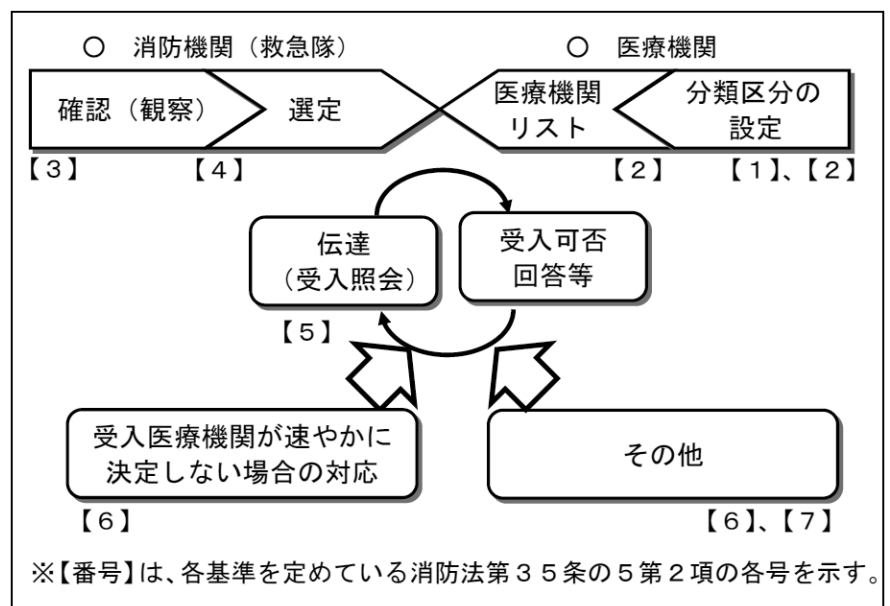 ○ 消防機関（救急隊）
○ 医療機関
確認（観察）
選定
医療機関
リスト
分類区分の
設定
【３】
【４】
【２】
【１】、【２】
伝達
（受入照会）
受入可否
回答等
【５】
受入医療機関が速やかに
決定しない場合の対応
その他
【６】
【６】、【７】
※【番号】は、各基準を定めている消防法第３５条の５第２項の各号を示す。